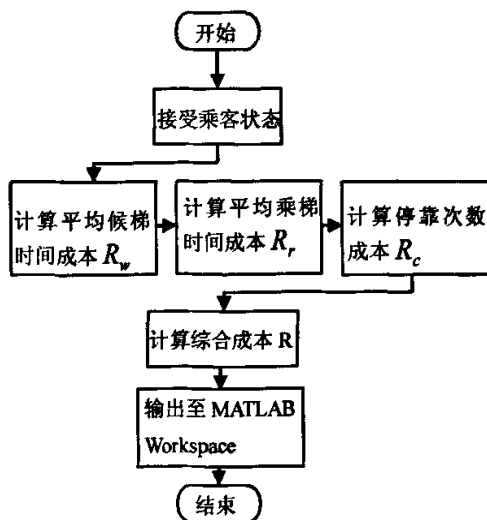 开始
接受乘客状态
计算平均候梯
时间成本 R_w
计算平均乘梯
时间成本 R_r
计算停靠次数
成本 R_c
计算综合成本 R
输出至 MATLAB
Workspace
结束